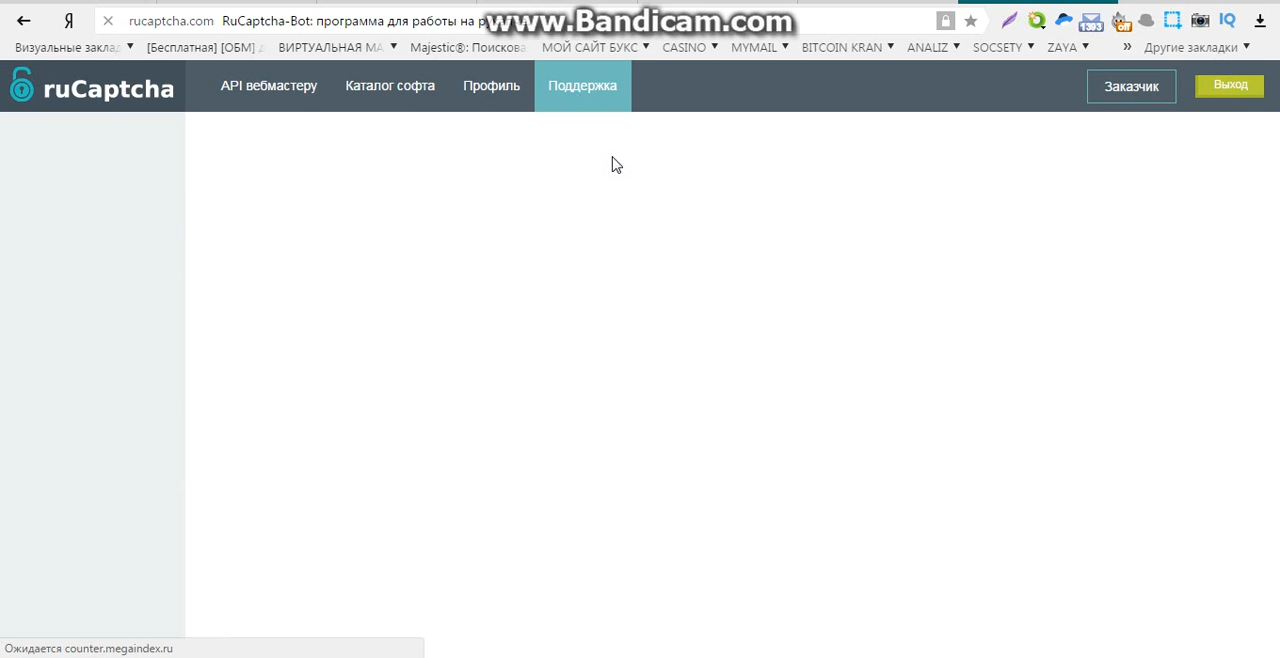 www.Bandicam.com
Я rucaptcha.com RuCaptcha-Bot: программа для работы на
Визуальные заклад [Бесплатная] [ОБМ] ВИРТУАЛЬНАЯ МА Majestic®: Поискова МОЙ САЙТ БУКС CASINO MYMAIL BITCOIN KRAN ANALIZ SOCSETY ZAYA » Другие закладки
ruCaptcha API вебмастеру Каталог софта Профиль Поддержка Заказчик Выход
Ожидается counter.megaindex.ru